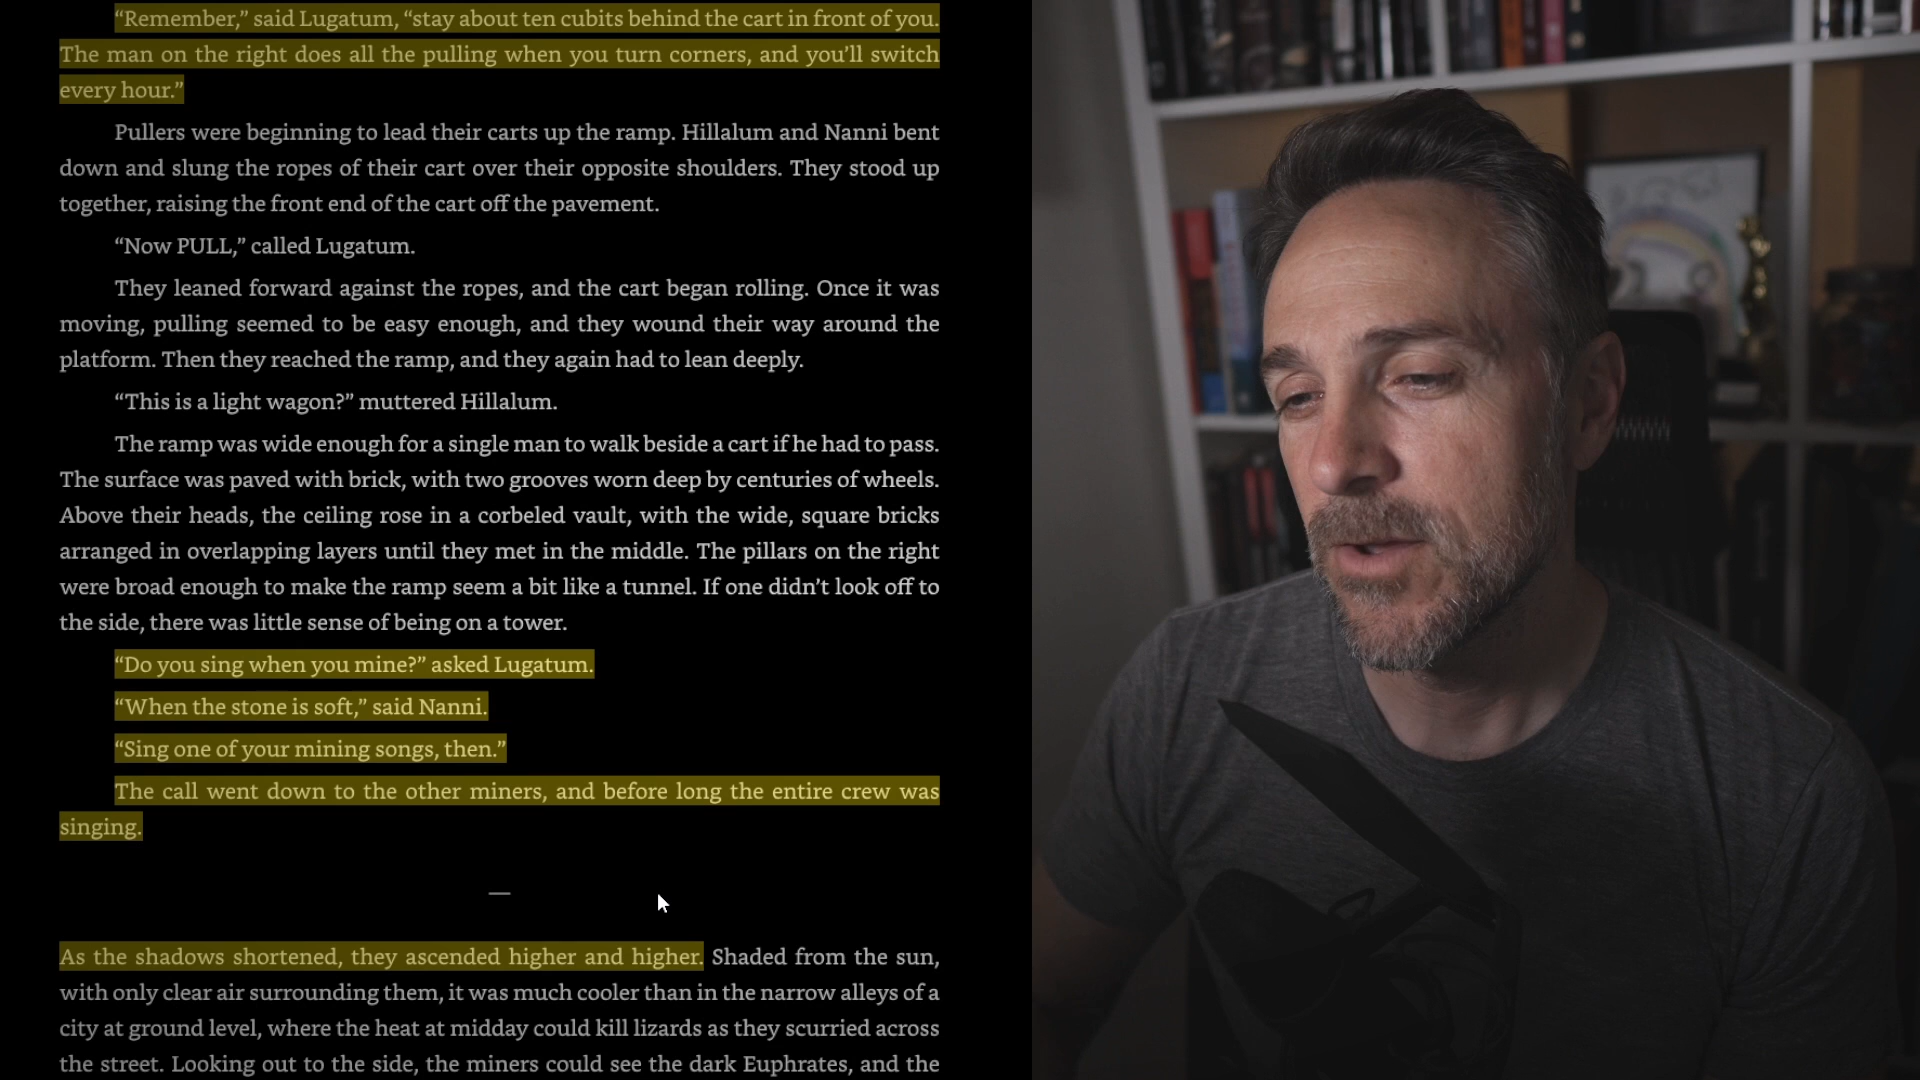 “Remember,” said Lugatum, “stay about ten cubits behind the cart in front of you.
The man on the right does all the pulling when you turn corners, and you’ll switch
every hour.”
Pullers were beginning to lead their carts up the ramp. Hillalum and Nanni bent
down and slung the ropes of their cart over their opposite shoulders. They stood up
together, raising the front end of the cart off the pavement.
“Now PULL,” called Lugatum.
They leaned forward against the ropes, and the cart began rolling. Once it was
moving, pulling seemed to be easy enough, and they wound their way around the
platform. Then they reached the ramp, and they again had to lean deeply.
“This is a light wagon?” muttered Hillalum.
The ramp was wide enough for a single man to walk beside a cart if he had to pass.
The surface was paved with brick, with two grooves worn deep by centuries of wheels.
Above their heads, the ceiling rose in a corbeled vault, with the wide, square bricks
arranged in overlapping layers until they met in the middle. The pillars on the right
were broad enough to make the ramp seem a bit like a tunnel. If one didn’t look off to
the side, there was little sense of being on a tower.
“Do you sing when you mine?” asked Lugatum.
“When the stone is soft,” said Nanni.
“Sing one of your mining songs, then.”
The call went down to the other miners, and before long the entire crew was
singing.
—
As the shadows shortened, they ascended higher and higher. Shaded from the sun,
with only clear air surrounding them, it was much cooler than in the narrow alleys of a
city at ground level, where the heat at midday could kill lizards as they scurried across
the street. Looking out to the side, the miners could see the dark Euphrates, and the